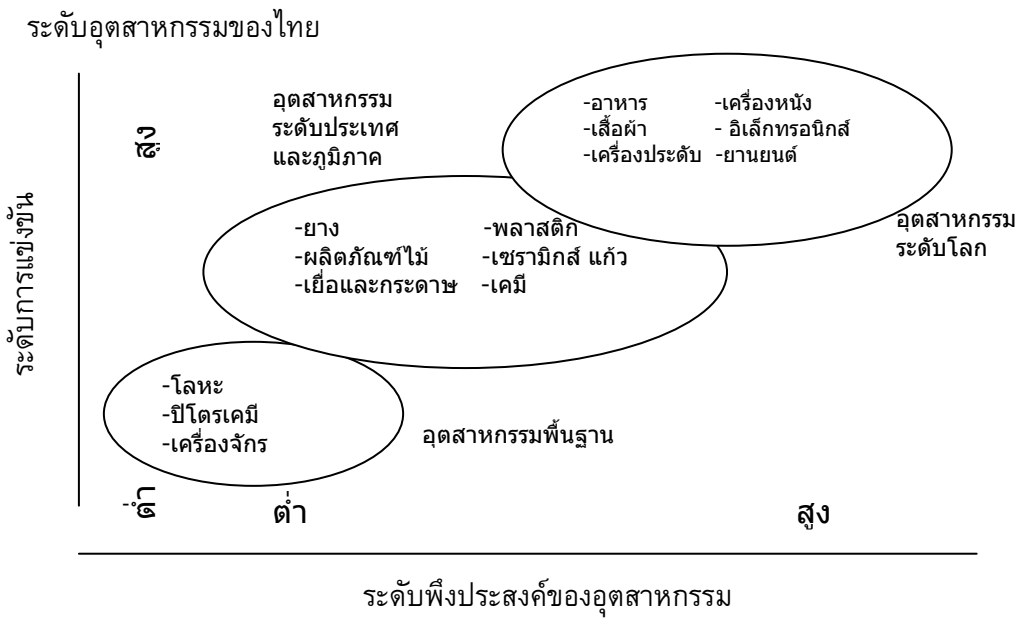 ระดับอุตสาหกรรมของไทย
อุตสาหกรรม
ระดับประเทศ
และภูมิภาค
-อาหาร -เครื่องหนัง
-เสื้อผ้า - อิเล็กทรอนิกส์
-เครื่องประดับ -ยานยนต์
อุตสาหกรรม
ระดับโลก
สูง
ระดับการแข่งขัน
-ยาง -พลาสติก
-ผลิตภัณฑ์ไม้ -เซรามิกส์ แก้ว
-เยื่อและกระดาษ -เคมี
-โลหะ
-ปิโตรเคมี
-เครื่องจักร
อุตสาหกรรมพื้นฐาน
ต่ำ
ต่ำ สูง
ระดับพึงประสงค์ของอุตสาหกรรม